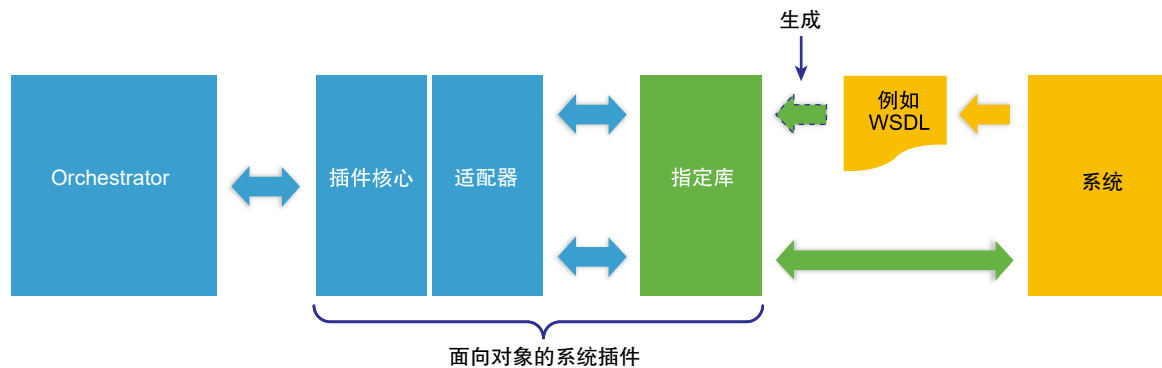 生成
例如
WSDL
Orchestrator
插件核心
适配器
指定库
系统
面向对象的系统插件